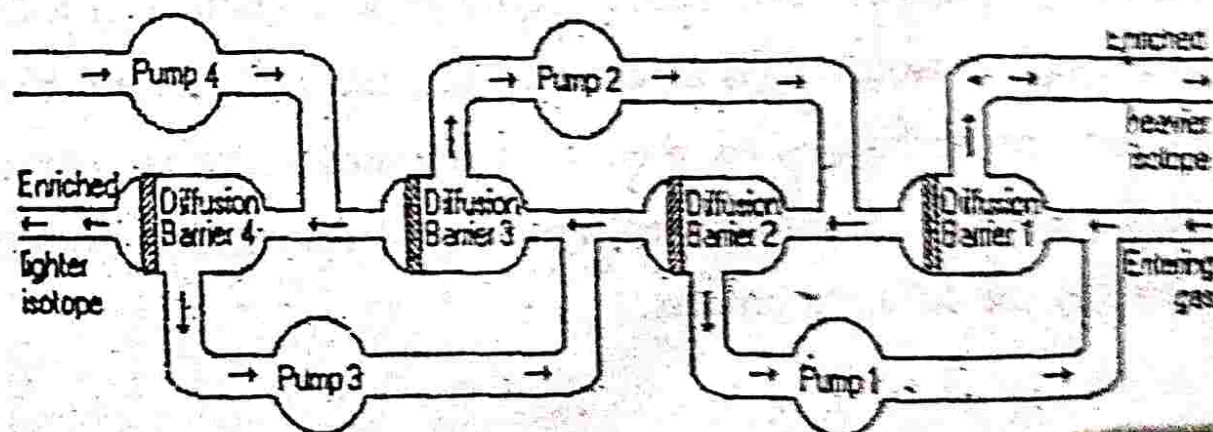 Enriched
Pump 4
Pump 2
heavier
isotope
Enriched
lighter
isotope
Diffusion
Barrier 4
Diffusion
Barrier 3
Diffusion
Barrier 2
Diffusion
Barrier 1
Entering
gas
Pump 3
Pump 1